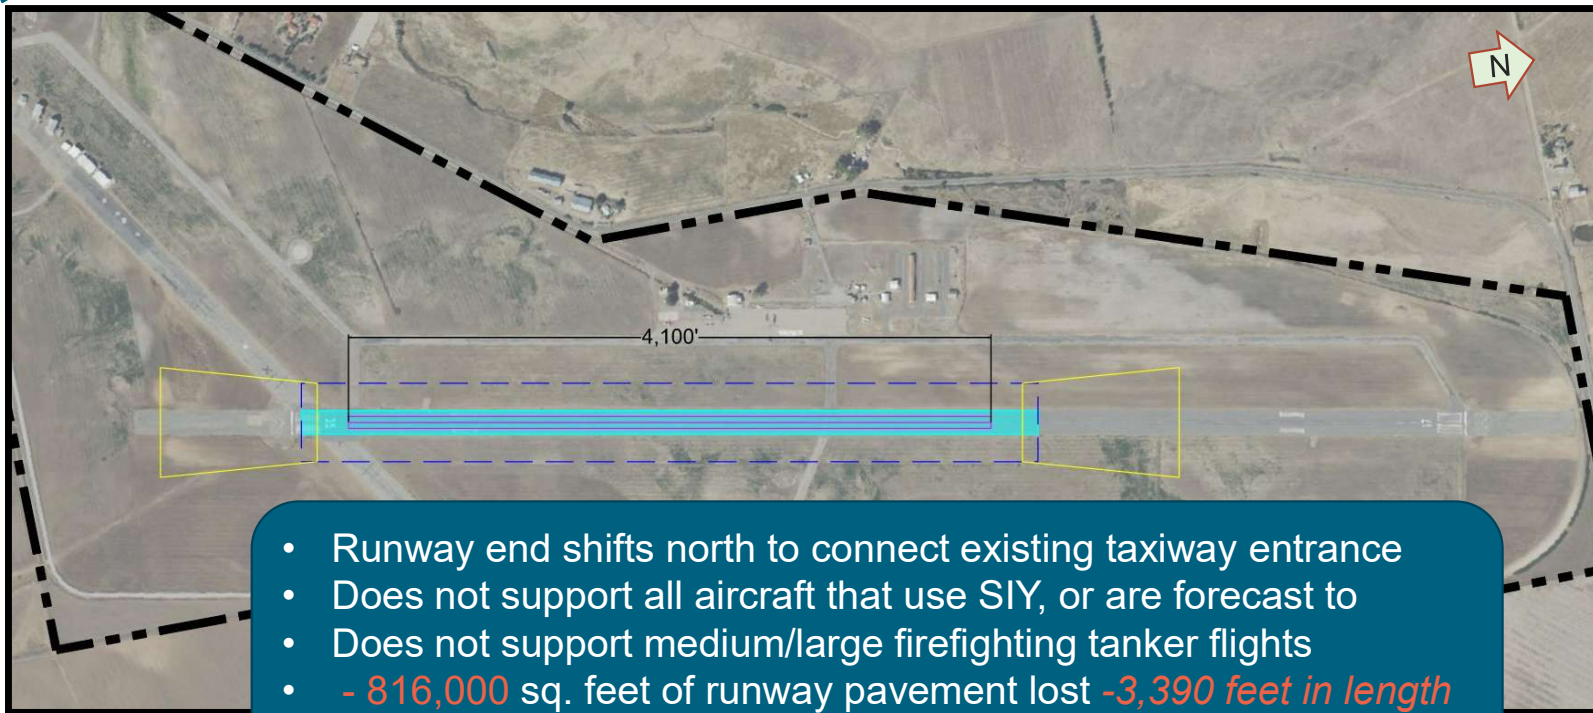 N
4,100'
• Runway end shifts north to connect existing taxiway entrance
• Does not support all aircraft that use SIY, or are forecast to
• Does not support medium/large firefighting tanker flights
• - 816,000 sq. feet of runway pavement lost -3,390 feet in length